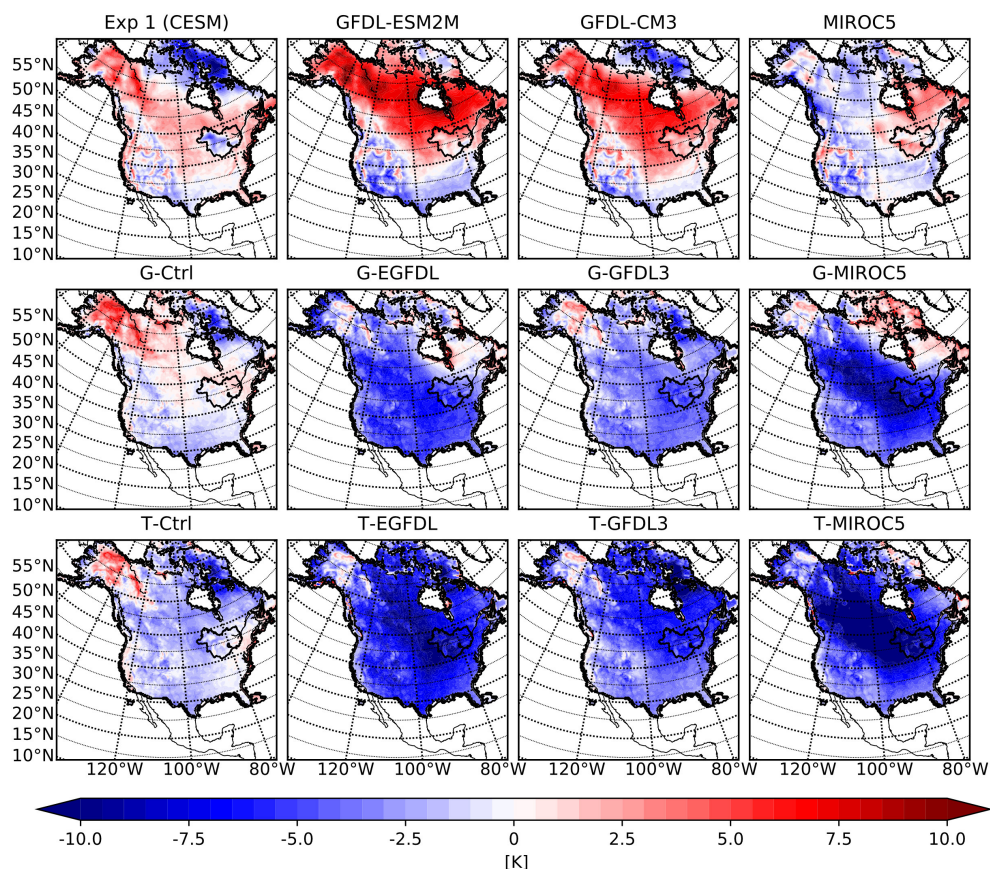 Exp 1 (CESM) GFDL-ESM2M GFDL-CM3 MIROC5
55°N
50°N
45°N
40°N
35°N
30°N
25°N
20°N
15°N
10°N
G-Ctrl G-EGFDL G-GFDL3 G-MIROC5
55°N
50°N
45°N
40°N
35°N
30°N
25°N
20°N
15°N
10°N
T-Ctrl T-EGFDL T-GFDL3 T-MIROC5
55°N
50°N
45°N
40°N
35°N
30°N
25°N
20°N
15°N
10°N
120°W 100°W 80°W 120°W 100°W 80°W 120°W 100°W 80°W 120°W 100°W 80°W
-10.0 -7.5 -5.0 -2.5 0 2.5 5.0 7.5 10.0
[K]